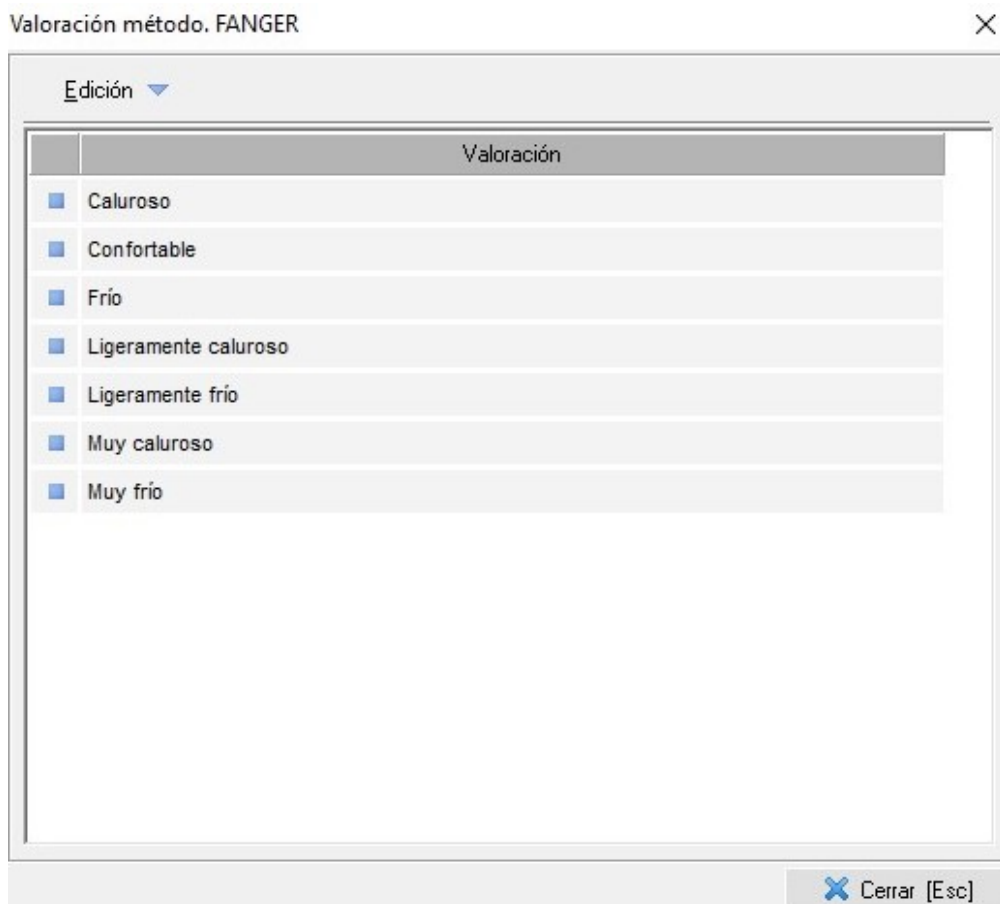 Valoración método. FANGER
Edición
Valoración
Caluroso
Confortable
Frío
Ligeramente caluroso
Ligeramente frío
Muy caluroso
Muy frío
Cerrar [Esc]